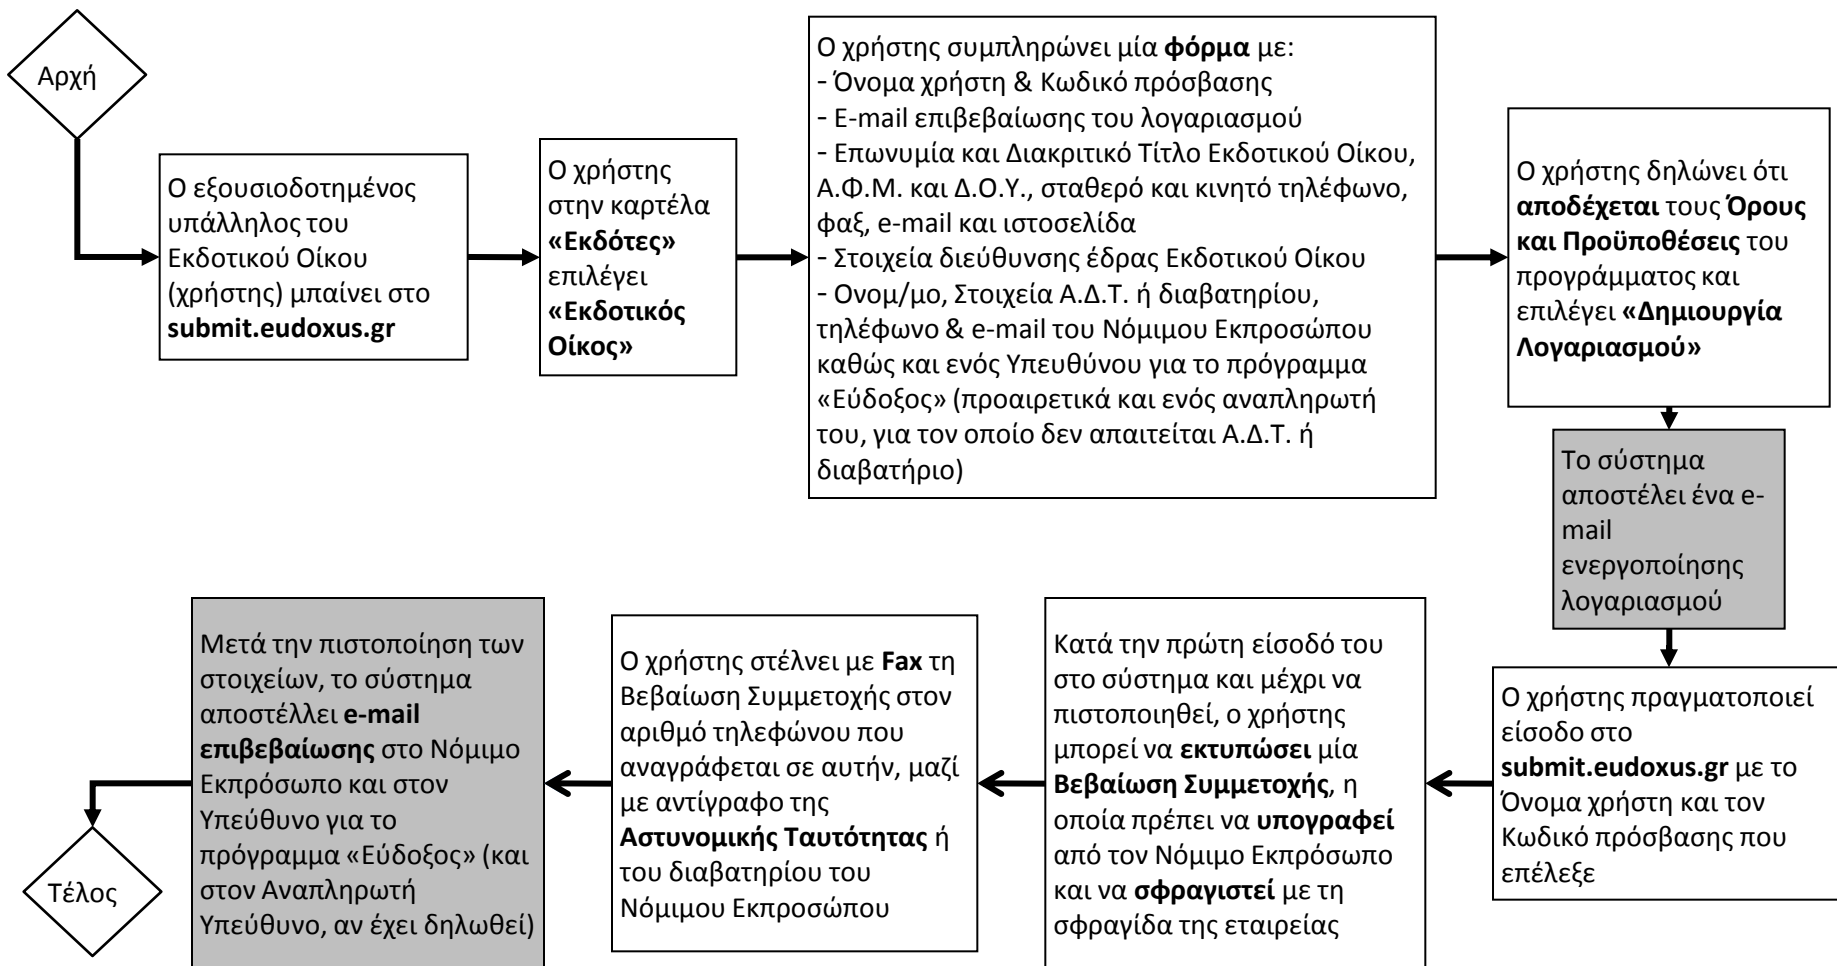 Αρχή
Ο εξουσιοδοτημένος
υπάλληλος του
Εκδοτικού Οίκου
(χρήστης) μπαίνει στο
submit.eudoxus.gr
Ο χρήστης
στην καρτέλα
«Εκδότες»
επιλέγει
«Εκδοτικός
Οίκος»
Ο χρήστης συμπληρώνει μία φόρμα με:
- Όνομα χρήστη & Κωδικό πρόσβασης
- E-mail επιβεβαίωσης του λογαριασμού
- Επωνυμία και Διακριτικό Τίτλο Εκδοτικού Οίκου,
Α.Φ.Μ. και Δ.Ο.Υ., σταθερό και κινητό τηλέφωνο,
φαξ, e-mail και ιστοσελίδα
- Στοιχεία διεύθυνσης έδρας Εκδοτικού Οίκου
- Ονομ/μο, Στοιχεία Α.Δ.Τ. ή διαβατηρίου,
τηλέφωνο & e-mail του Νόμιμου Εκπροσώπου
καθώς και ενός Υπευθύνου για το πρόγραμμα
«Εύδοξος» (προαιρετικά και ενός αναπληρωτή
του, για τον οποίο δεν απαιτείται Α.Δ.Τ. ή
διαβατήριο)
Ο χρήστης δηλώνει ότι
αποδέχεται τους Όρους
και Προϋποθέσεις του
προγράμματος και
επιλέγει «Δημιουργία
Λογαριασμού»
Το σύστημα
αποστέλει ένα e-
mail
ενεργοποίησης
λογαριασμού
Ο χρήστης πραγματοποιεί
είσοδο στο
submit.eudoxus.gr με το
Όνομα χρήστη και τον
Κωδικό πρόσβασης που
επέλεξε
Κατά την πρώτη είσοδό του
στο σύστημα και μέχρι να
πιστοποιηθεί, ο χρήστης
μπορεί να εκτυπώσει μία
Βεβαίωση Συμμετοχής, η
οποία πρέπει να υπογραφεί
από τον Νόμιμο Εκπρόσωπο
και να σφραγιστεί με τη
σφραγίδα της εταιρείας
Ο χρήστης στέλνει με Fax τη
Βεβαίωση Συμμετοχής στον
αριθμό τηλεφώνου που
αναγράφεται σε αυτήν, μαζί
με αντίγραφο της
Αστυνομικής Ταυτότητας ή
του διαβατηρίου του
Νόμιμου Εκπροσώπου
Μετά την πιστοποίηση των
στοιχείων, το σύστημα
αποστέλλει e-mail
επιβεβαίωσης στο Νόμιμο
Εκπρόσωπο και στον
Υπεύθυνο για το
πρόγραμμα «Εύδοξος» (και
στον Αναπληρωτή
Υπεύθυνο, αν έχει δηλωθεί)
Τέλος